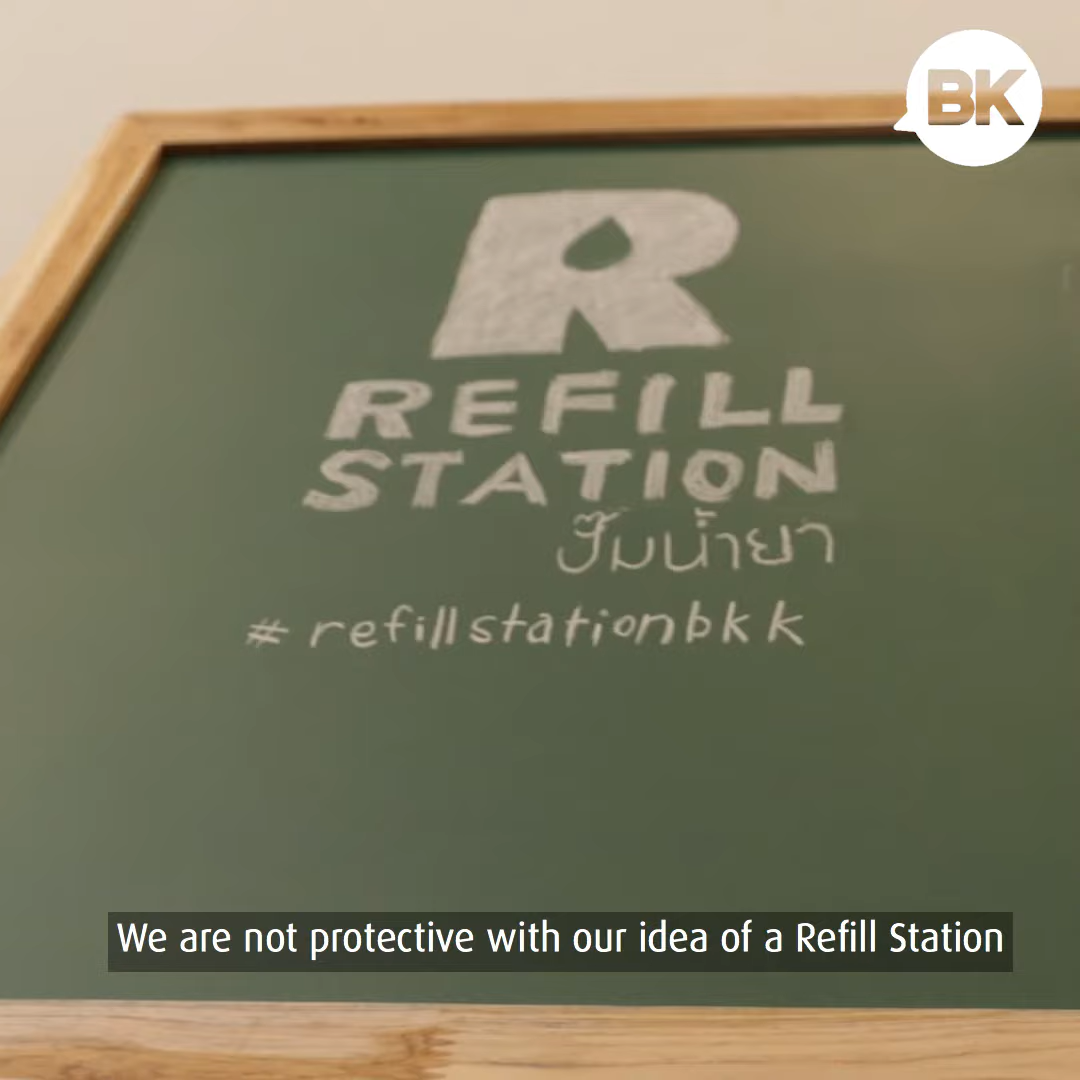 BK
R
REFILL
STATION
ปั๊มน้ำยา
#refillstationbkk
We are not protective with our idea of a Refill Station